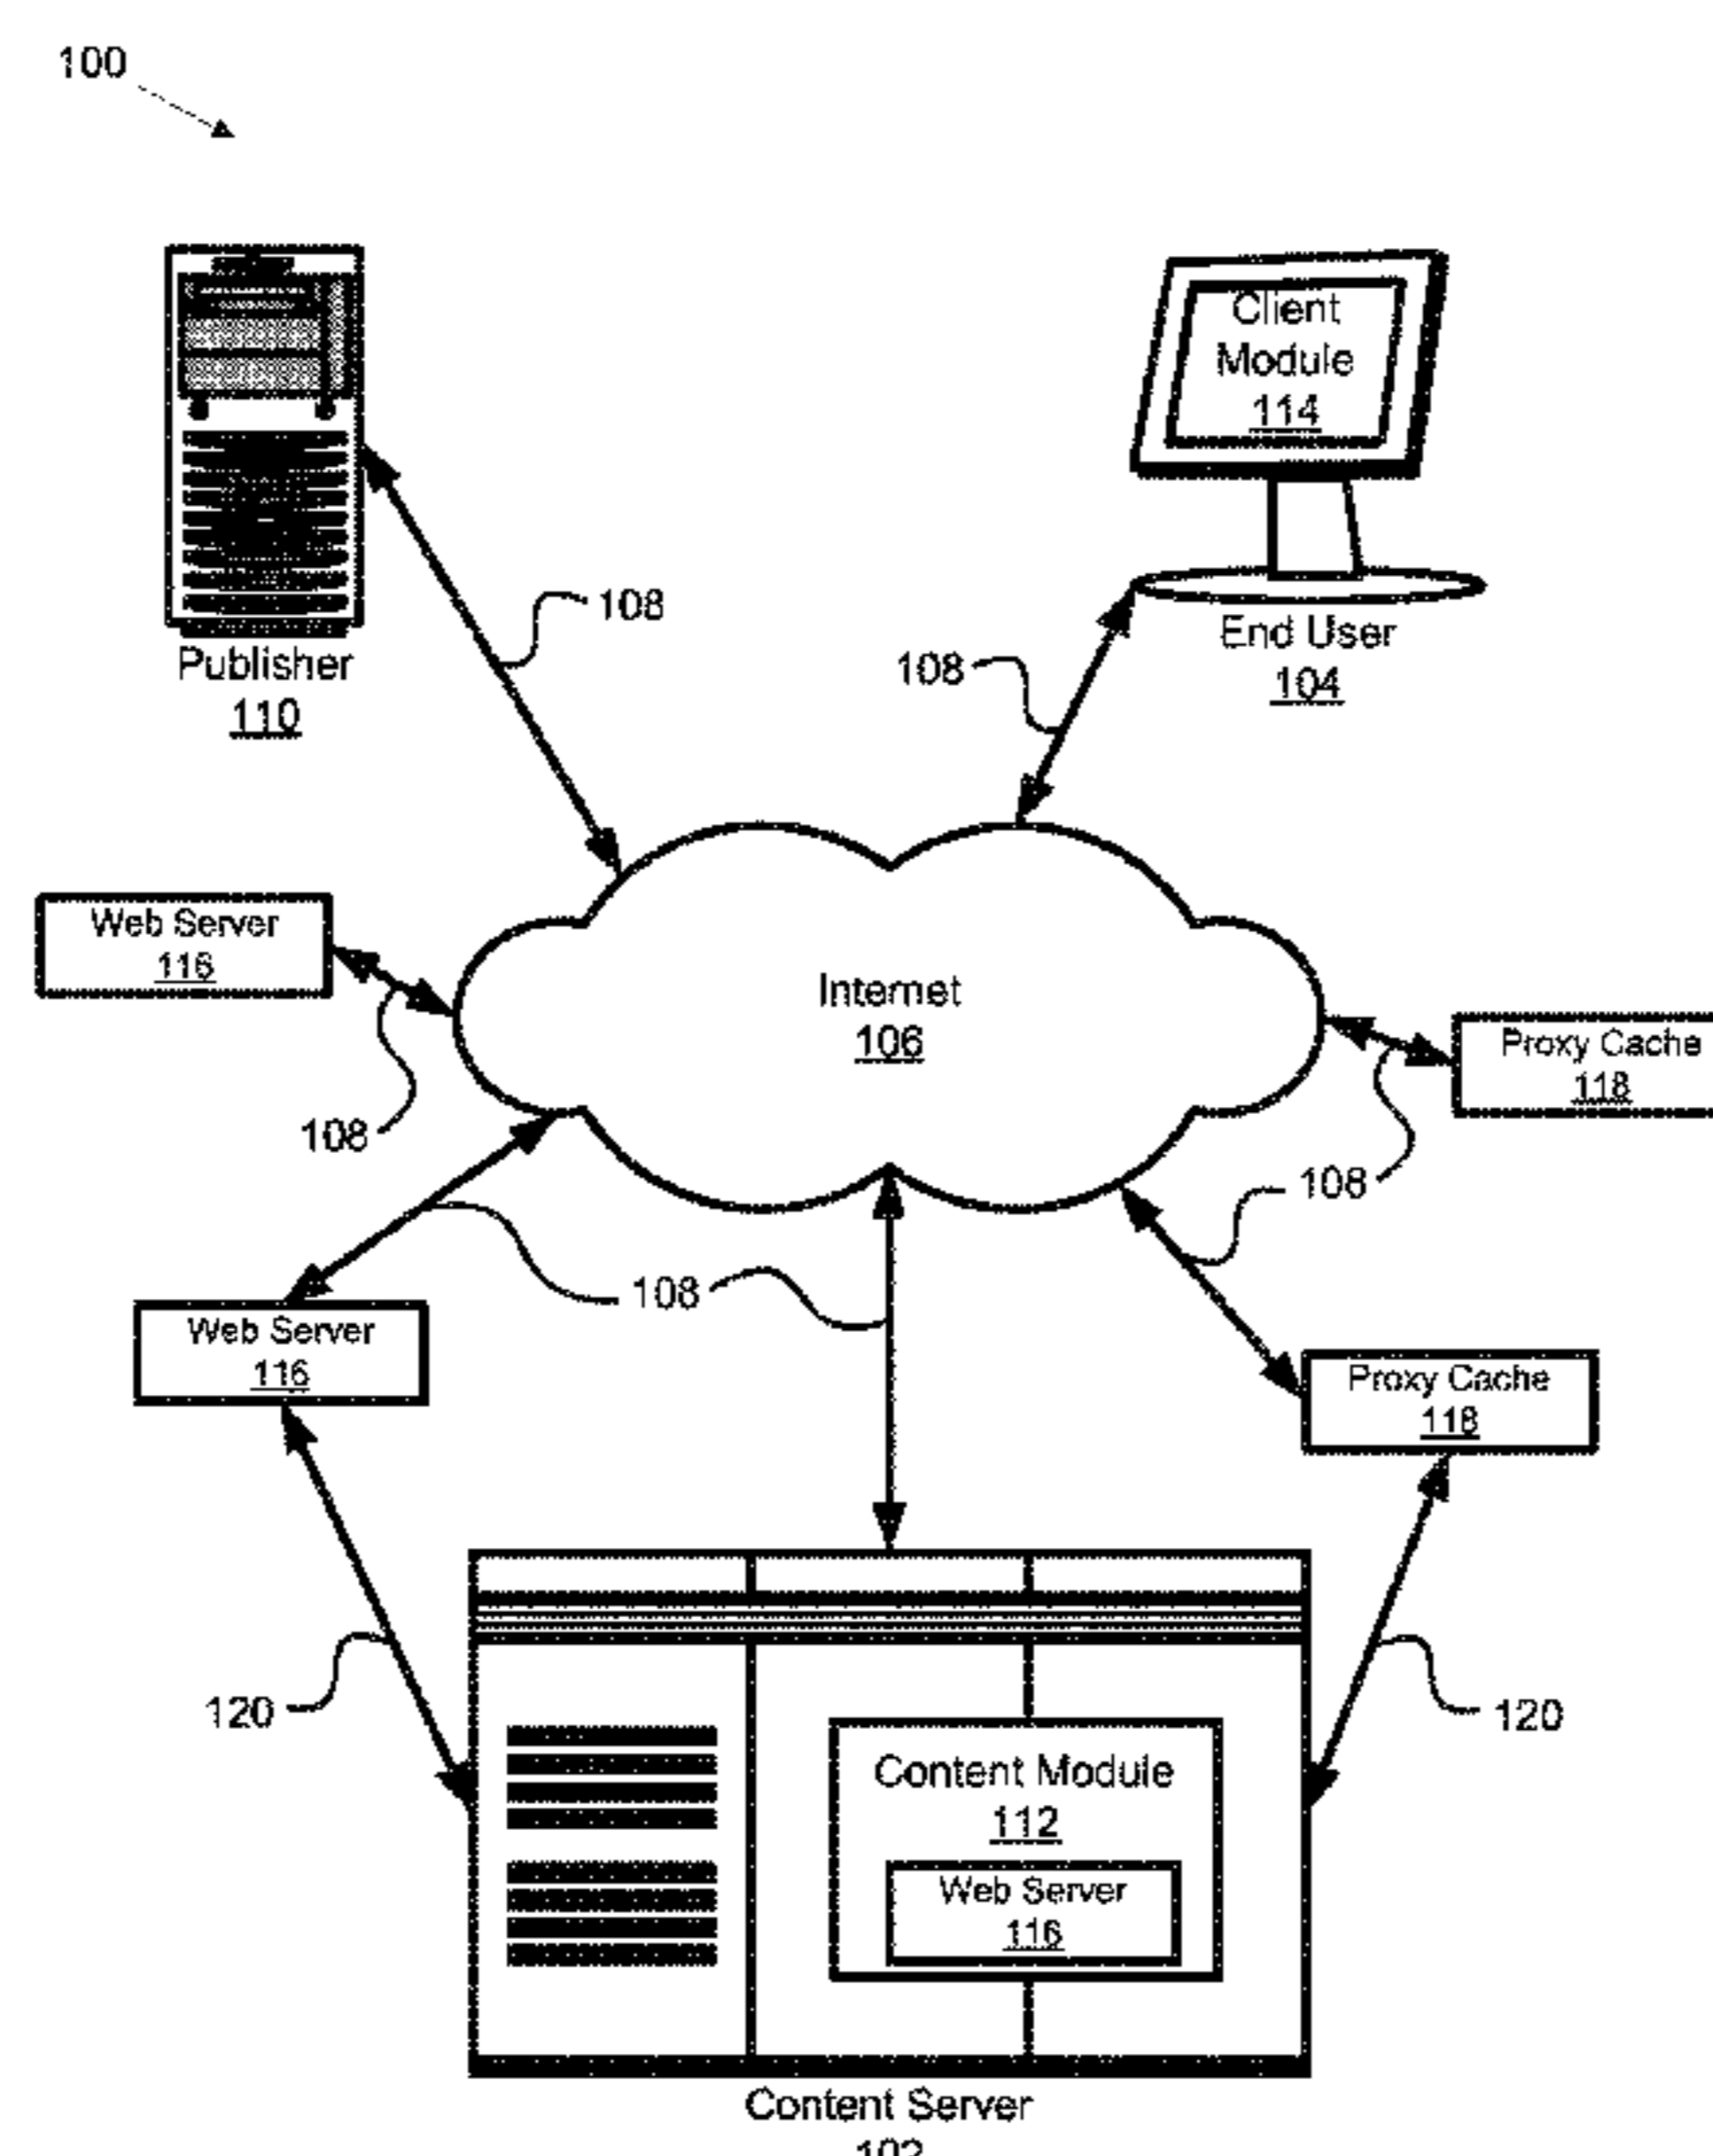 100
Client
Module
114
108
End User
104
108
Publisher
110
Web Server
116
Internet
106
Proxy Cache
118
108
108
108
Web Server
116
Proxy Cache
118
120
120
Content Module
112
Web Server
116
Content Server
102